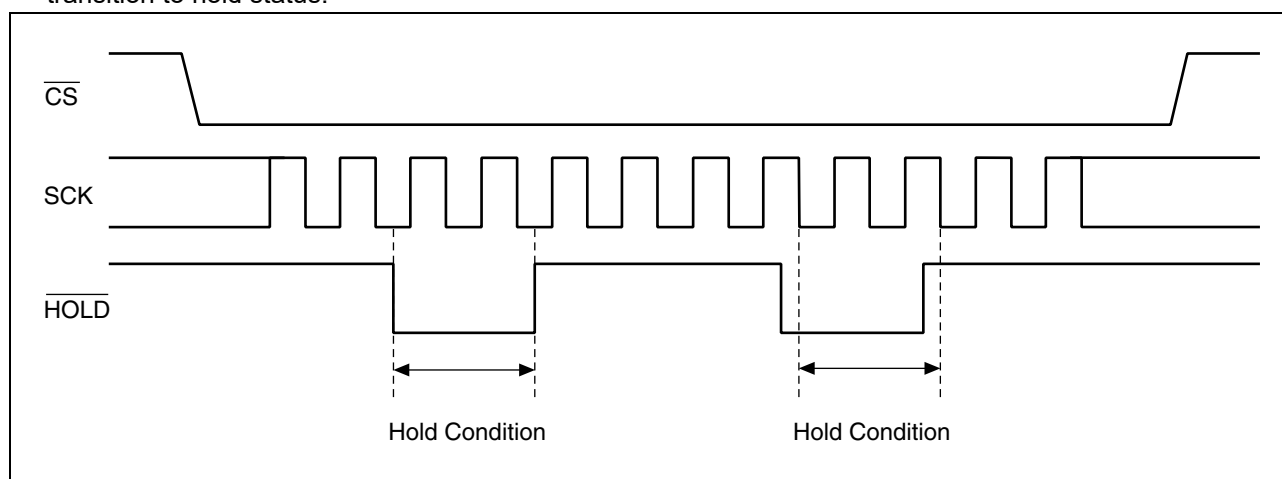 transition to hold status.
CS
SCK
HOLD
Hold Condition Hold Condition